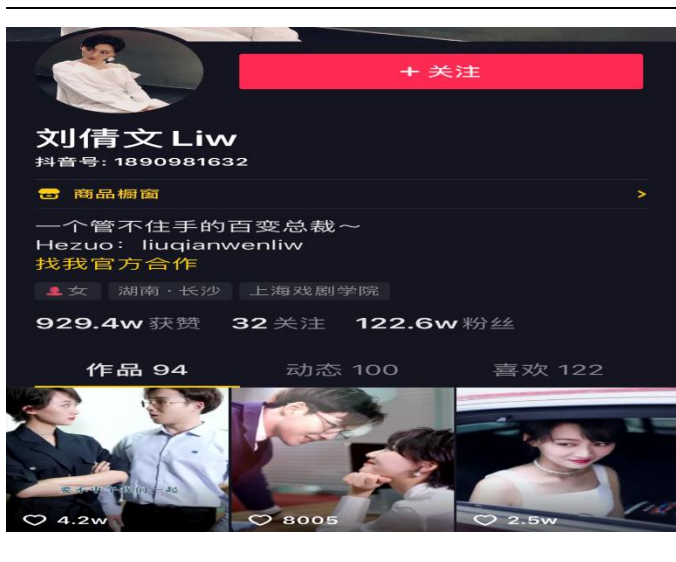 + 关注
刘倩文 Liw
抖音号: 1890981632
商品橱窗 >
一个管不住手的百变总裁～
Hezuo： liuqianwenliw
找我官方合作
女 湖南 · 长沙 上海戏剧学院
929.4w 获赞 32 关注 122.6w 粉丝
作品 94 动态 100 喜欢 122
4.2w 8005 2.5w